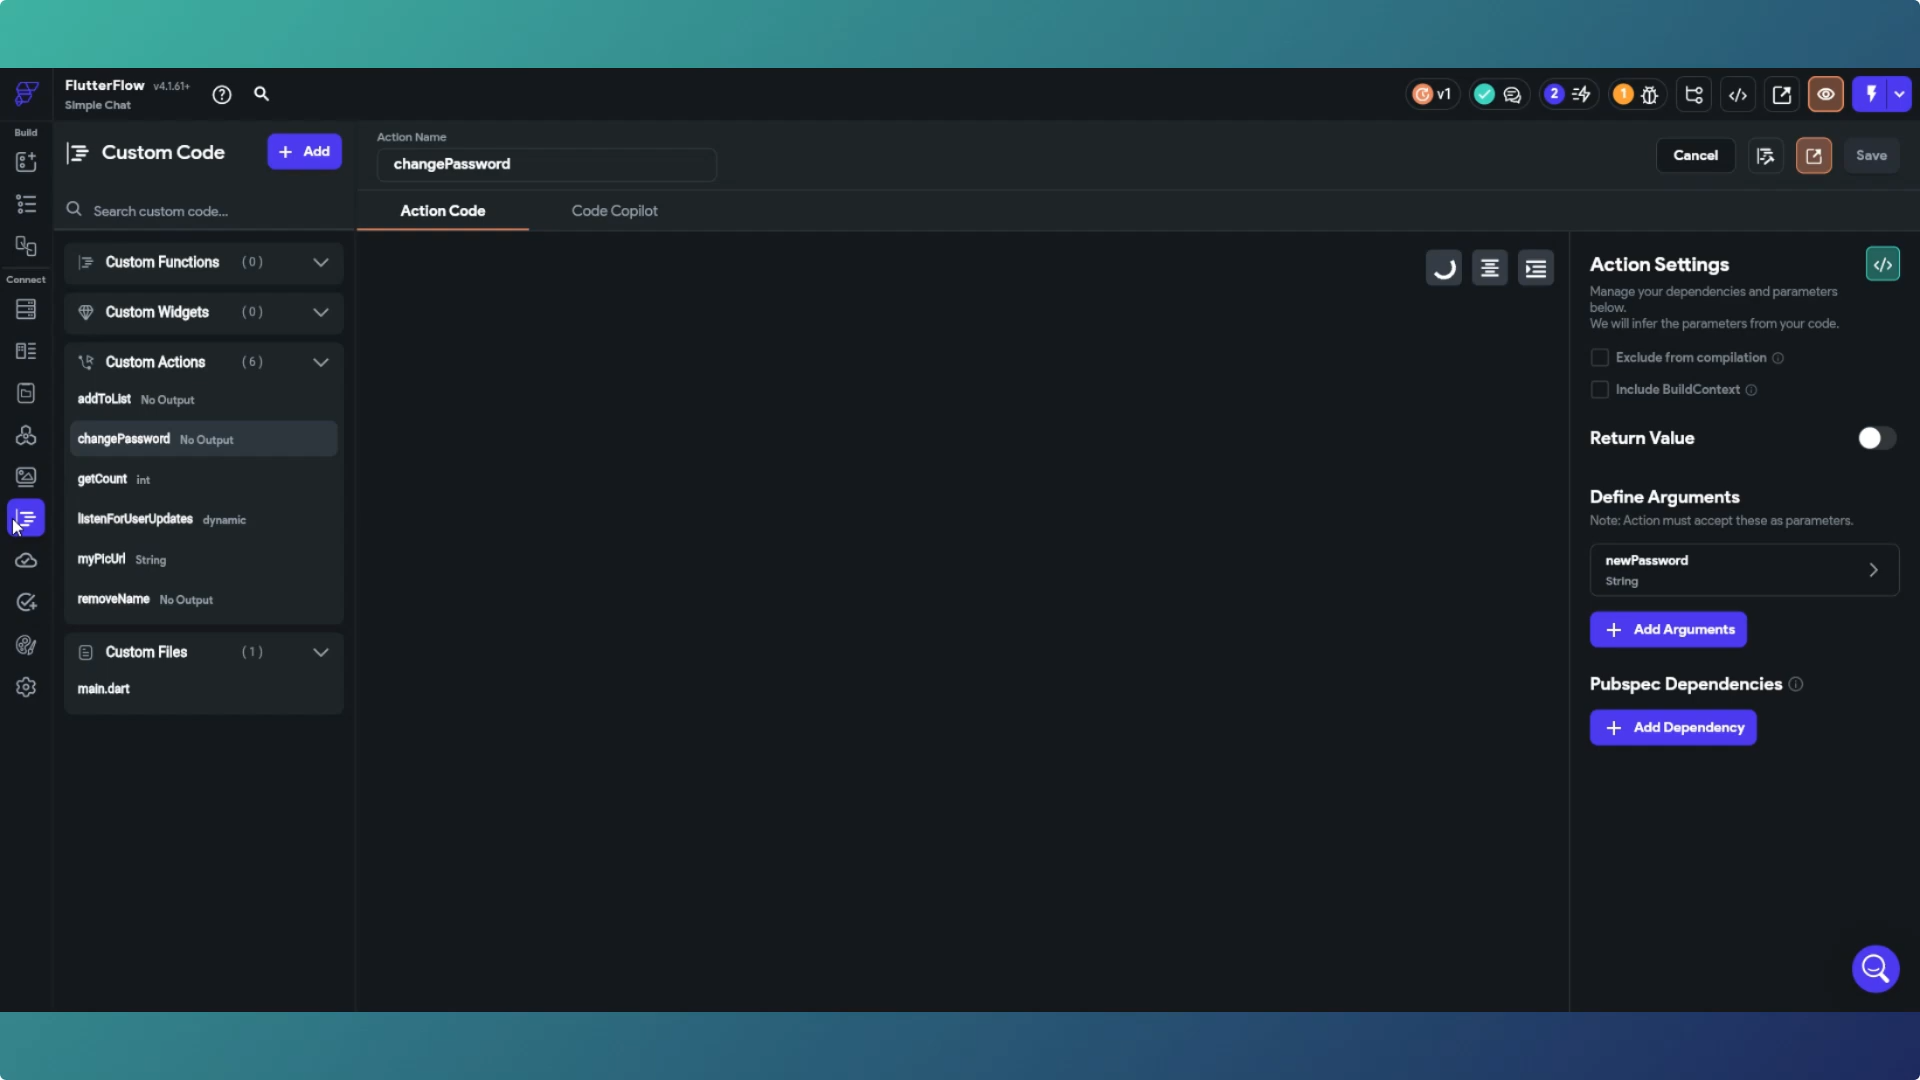 FlutterFlow v4.1.61+
Simple Chat
v1
2
1
Build
Connect
Custom Code
+ Add
Search custom code...
Custom Functions (0)
Custom Widgets (0)
Custom Actions (6)
addToList No Output
changePassword No Output
getCount int
listenForUserUpdates dynamic
myPicUrl String
removeName No Output
Custom Files (1)
main.dart
Action Name
changePassword
Cancel
Save
Action Code
Code Copilot
Action Settings
Manage your dependencies and parameters
below.
We will infer the parameters from your code.
Exclude from compilation
Include BuildContext
Return Value
Define Arguments
Note: Action must accept these as parameters.
newPassword
String
+ Add Arguments
Pubspec Dependencies
+ Add Dependency